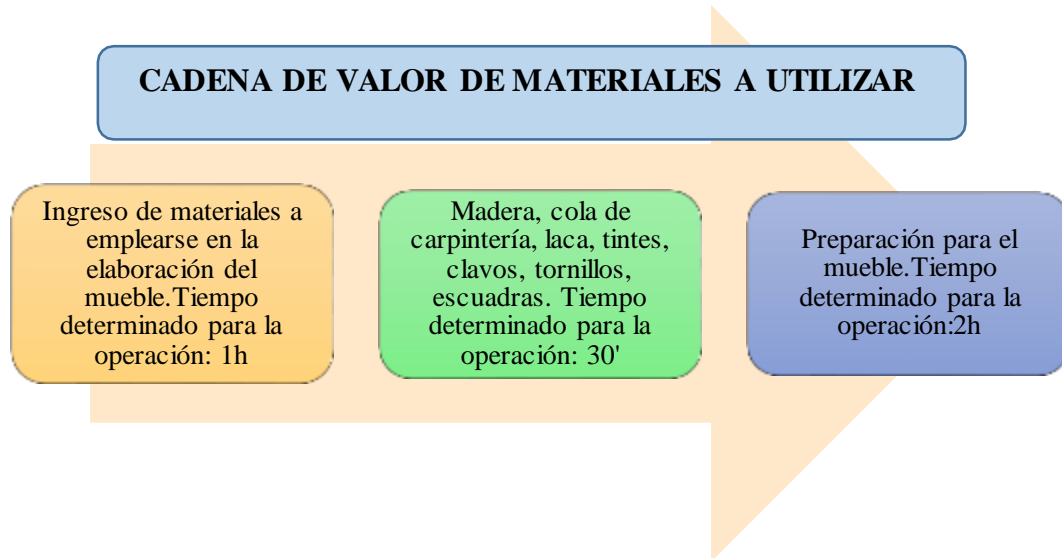 CADENA DE VALOR DE MATERIALES A UTILIZAR
Ingreso de materiales a
emplearse en la
elaboración del
mueble.Tiempo
determinado para la
operación: 1h
Madera, cola de
carpintería, laca, tintes,
clavos, tornillos,
escuadras. Tiempo
determinado para la
operación: 30'
Preparación para el
mueble.Tiempo
determinado para la
operación:2h